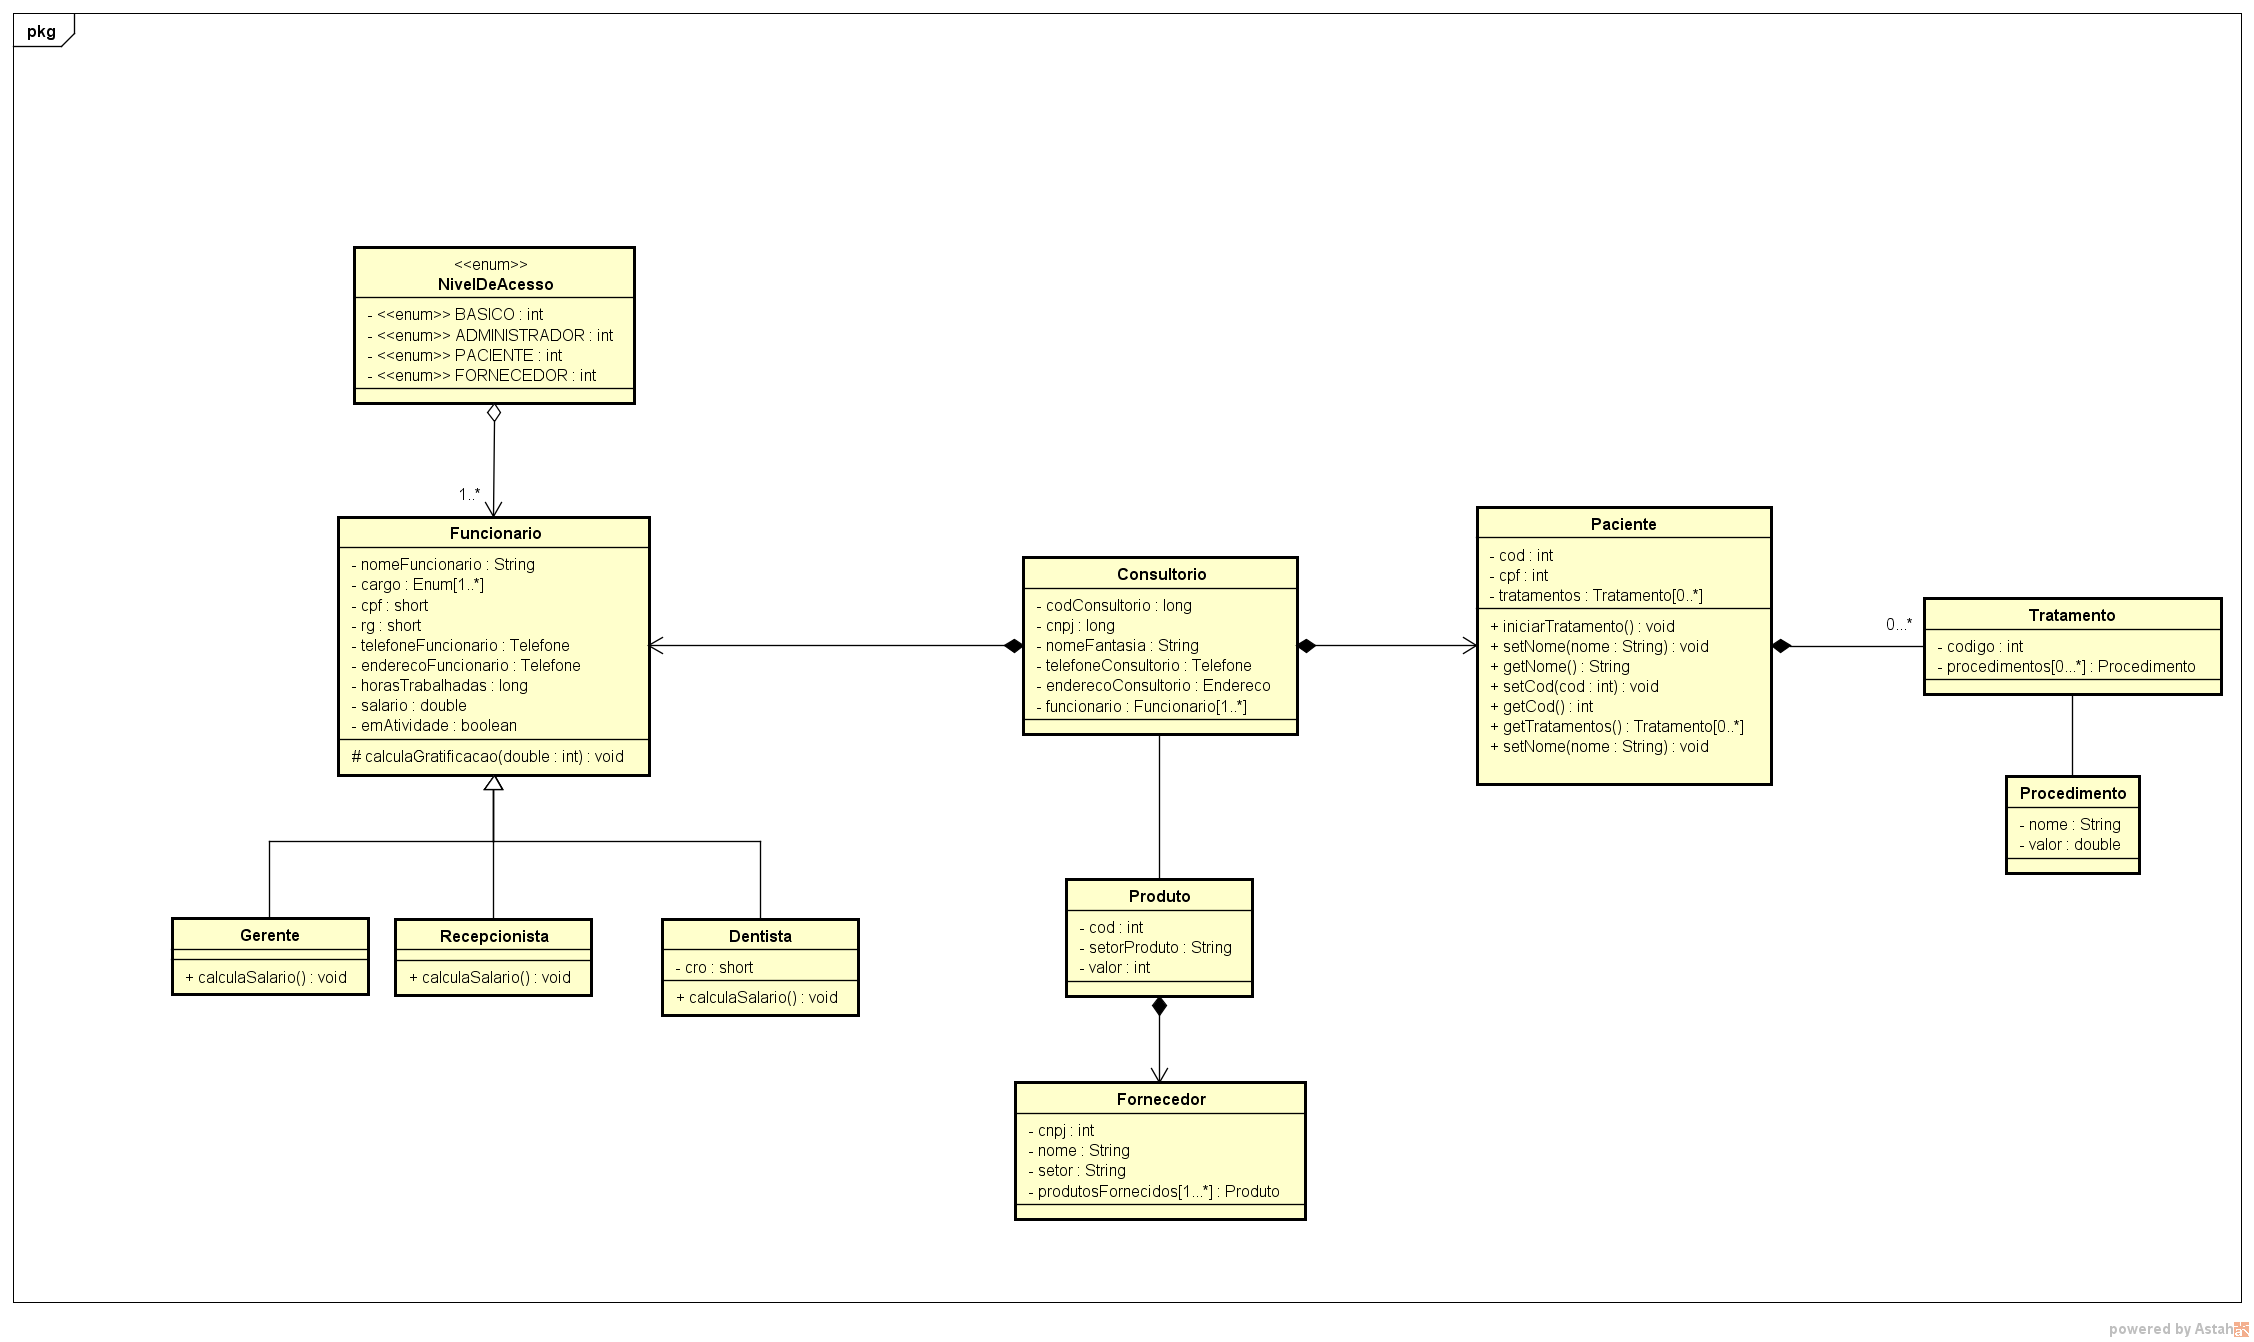 pkg
<<enum>>
NivelDeAcesso
- <<enum>> BASICO : int
- <<enum>> ADMINISTRADOR : int
- <<enum>> PACIENTE : int
- <<enum>> FORNECEDOR : int
1..*
Funcionario
- nomeFuncionario : String
- cargo : Enum[1..*]
- cpf : short
- rg : short
- telefoneFuncionario : Telefone
- enderecoFuncionario : Telefone
- horasTrabalhadas : long
- salario : double
- emAtividade : boolean
# calculaGratificacao(double : int) : void
Consultorio
- codConsultorio : long
- cnpj : long
- nomeFantasia : String
- telefoneConsultorio : Telefone
- enderecoConsultorio : Endereco
- funcionario : Funcionario[1..*]
Paciente
- cod : int
- cpf : int
- tratamentos : Tratamento[0..*]
+ iniciarTratamento() : void
+ setNome(nome : String) : void
+ getNome() : String
+ setCod(cod : int) : void
+ getCod() : int
+ getTratamentos() : Tratamento[0..*]
+ setNome(nome : String) : void
0...*
Tratamento
- codigo : int
- procedimentos[0...*] : Procedimento
Procedimento
- nome : String
- valor : double
Gerente
+ calculaSalario() : void
Recepcionista
+ calculaSalario() : void
Dentista
- cro : short
+ calculaSalario() : void
Produto
- cod : int
- setorProduto : String
- valor : int
Fornecedor
- cnpj : int
- nome : String
- setor : String
- produtosFornecidos[1...*] : Produto
powered by Astah